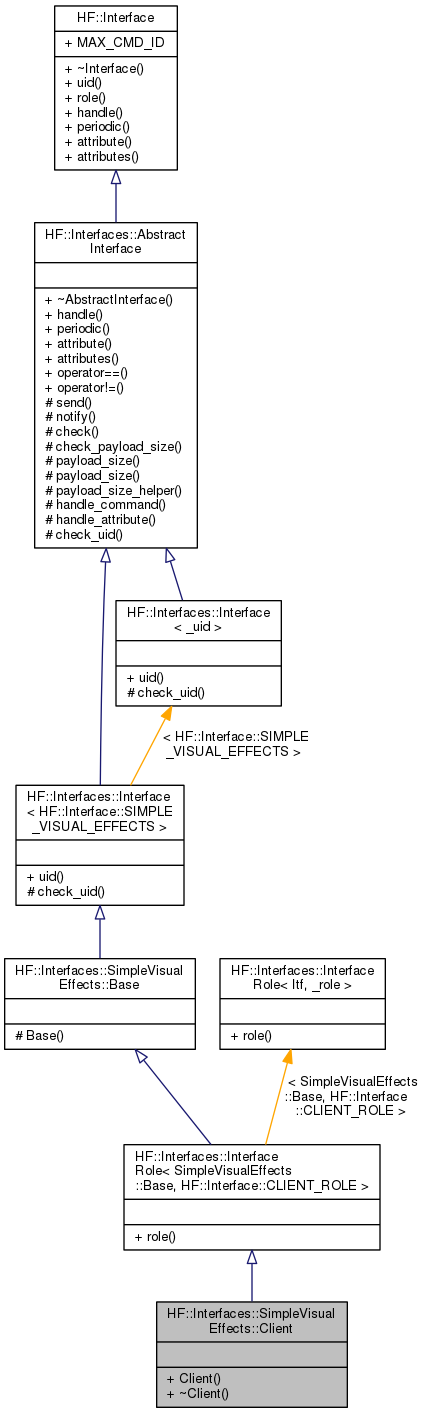 HF::Interface
+ MAX_CMD_ID
+ ~Interface()
+ uid()
+ role()
+ handle()
+ periodic()
+ attribute()
+ attributes()
HF::Interfaces::Abstract
Interface
+ ~AbstractInterface()
+ handle()
+ periodic()
+ attribute()
+ attributes()
+ operator==()
+ operator!=()
# send()
# notify()
# check()
# check_payload_size()
# payload_size()
# payload_size()
# payload_size_helper()
# handle_command()
# handle_attribute()
# check_uid()
HF::Interfaces::Interface
< _uid >
+ uid()
# check_uid()
< HF::Interface::SIMPLE
_VISUAL_EFFECTS >
HF::Interfaces::Interface
< HF::Interface::SIMPLE
_VISUAL_EFFECTS >
+ uid()
# check_uid()
HF::Interfaces::SimpleVisual
Effects::Base
# Base()
HF::Interfaces::Interface
Role< Itf, _role >
+ role()
< SimpleVisualEffects
::Base, HF::Interface
::CLIENT_ROLE >
HF::Interfaces::Interface
Role< SimpleVisualEffects
::Base, HF::Interface::CLIENT_ROLE >
+ role()
HF::Interfaces::SimpleVisual
Effects::Client
+ Client()
+ ~Client()